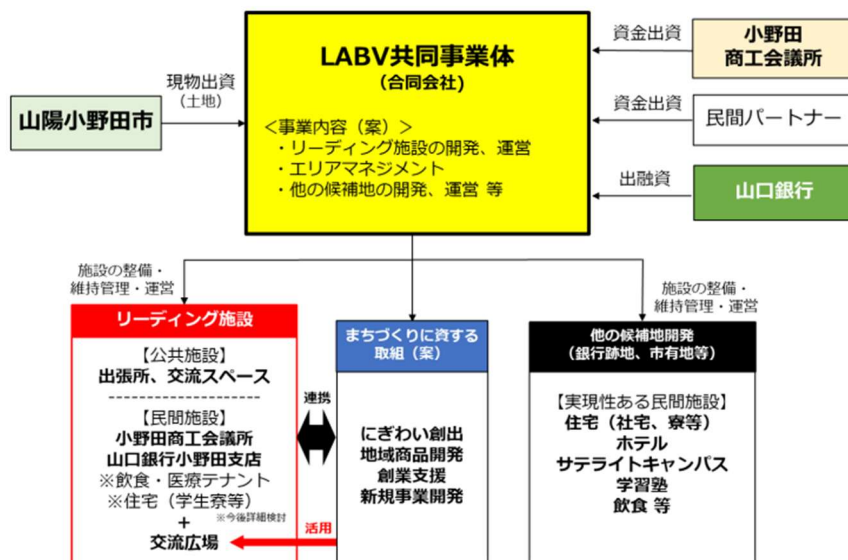 LABV共同事業体
(合同会社)
<事業内容(案)>
・リーディング施設の開発、運営
・エリアマネジメント
・他の候補地の開発、運営 等
山陽小野田市
現物出資
(土地)
資金出資
小野田
商工会議所
資金出資
民間パートナー
出融資
山口銀行
施設の整備・
維持管理・運営
施設の整備・
維持管理・運営
リーディング施設
【公共施設】
出張所、交流スペース
【民間施設】
小野田商工会議所
山口銀行小野田支店
※飲食・医療テナント
※住宅(学生寮等)
※今後詳細検討
+
交流広場
連携
活用
まちづくりに資する
取組(案)
にぎわい創出
地域商品開発
創業支援
新規事業開発
他の候補地開発
(銀行跡地、市有地等)
【実現性ある民間施設】
住宅(社宅、寮等)
ホテル
サテライトキャンパス
学習塾
飲食 等